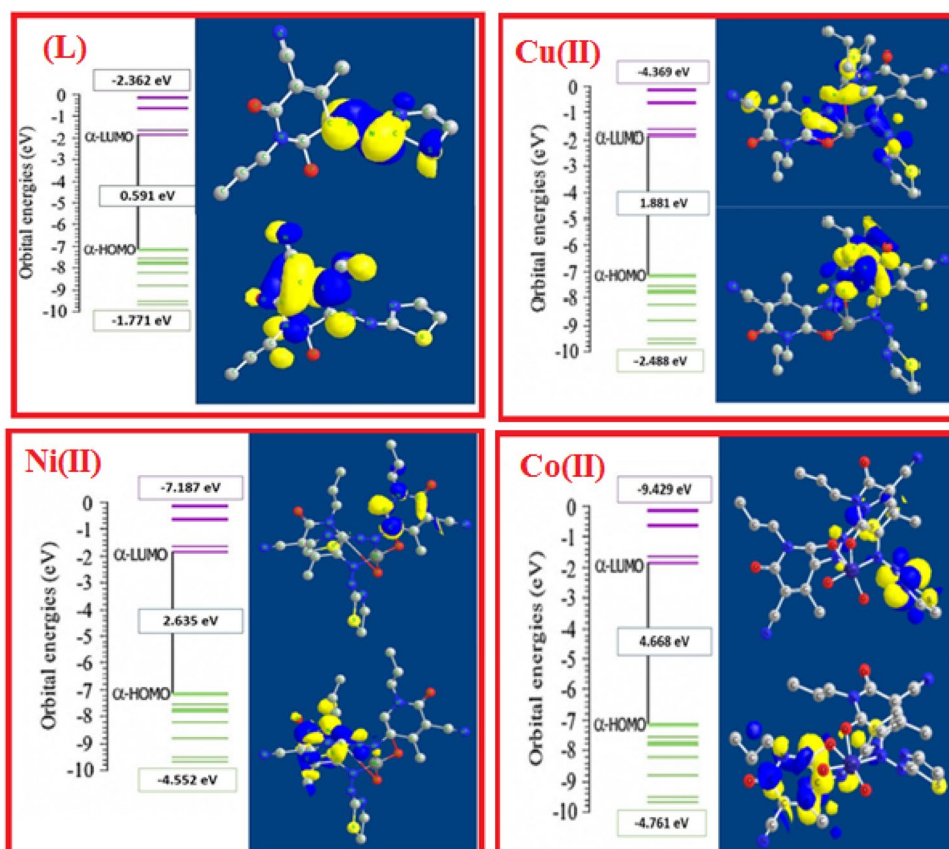 (L)
-2.362 eV
0
-1
α-LUMO
-2
-3
-4
0.591 eV
-5
-6
-7
α-HOMO
-8
-9
-10
-1.771 eV
Orbital energies (eV)
Cu(II)
-4.369 eV
0
-1
α-LUMO
-2
-3
-4
1.881 eV
-5
-6
-7
α-HOMO
-8
-9
-10
-2.488 eV
Orbital energies (eV)
Ni(II)
-7.187 eV
0
-1
α-LUMO
-2
-3
-4
2.635 eV
-5
-6
-7
α-HOMO
-8
-9
-10
-4.552 eV
Orbital energies (eV)
Co(II)
-9.429 eV
0
-1
α-LUMO
-2
-3
-4
4.668 eV
-5
-6
-7
α-HOMO
-8
-9
-10
-4.761 eV
Orbital energies (eV)